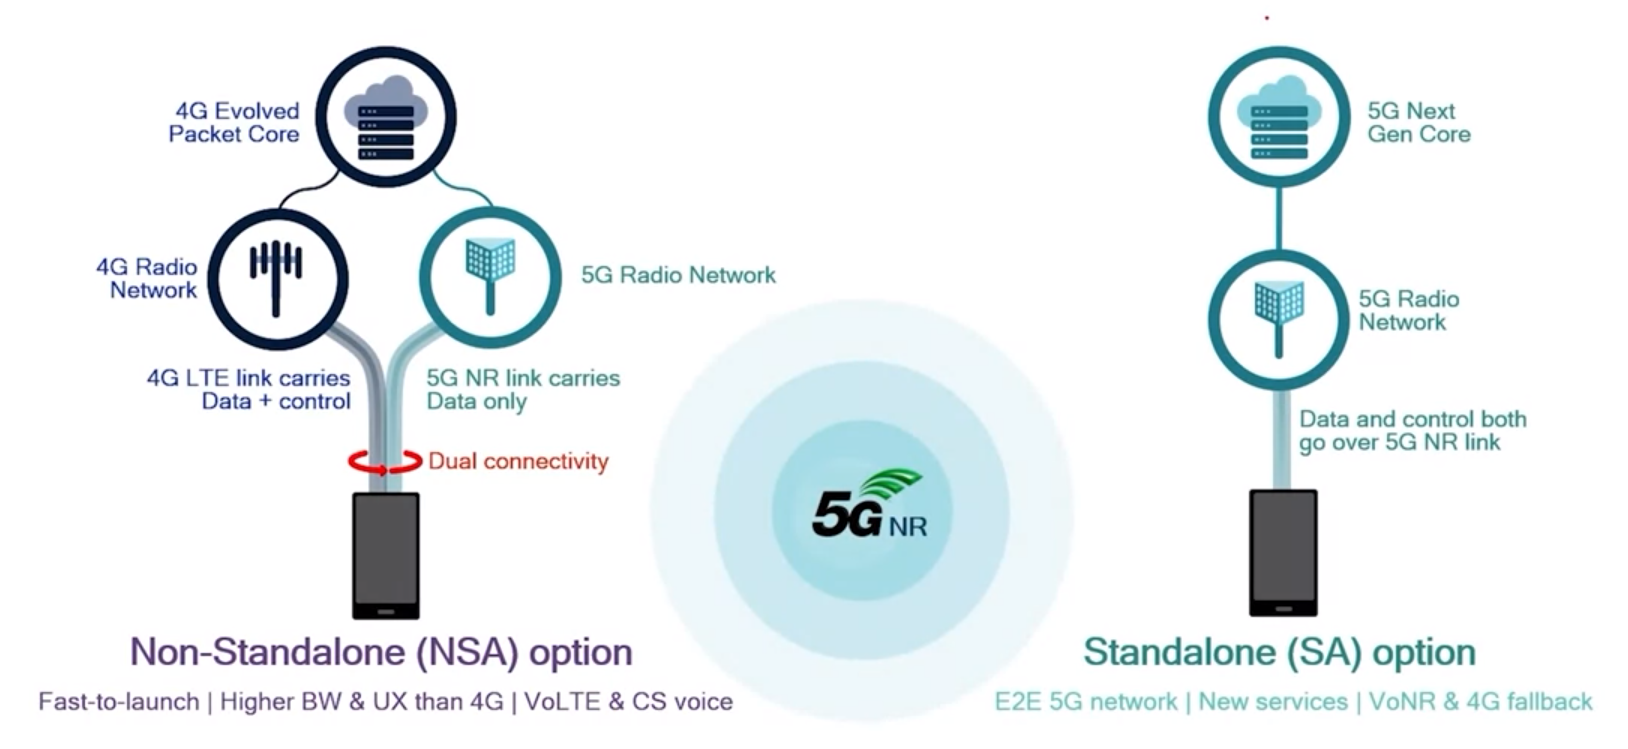 4G Evolved
Packet Core
4G Radio
Network
5G Radio Network
4G LTE link carries
Data + control
5G NR link carries
Data only
Dual connectivity
Non-Standalone (NSA) option
Fast-to-launch | Higher BW & UX than 4G | VoLTE & CS voice
5G NR
5G Next
Gen Core
5G Radio
Network
Data and control both
go over 5G NR link
Standalone (SA) option
E2E 5G network | New services | VoNR & 4G fallback